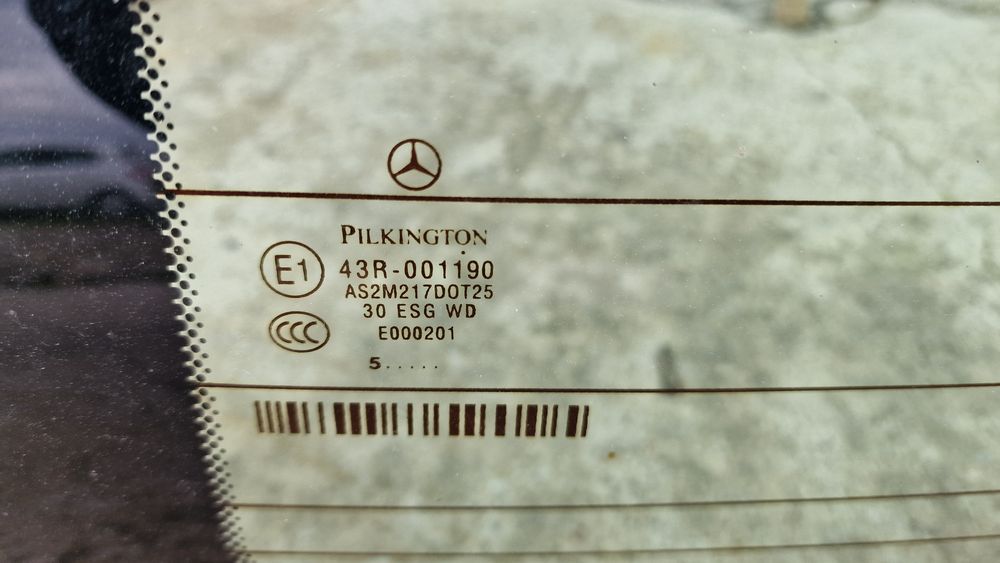 PILKINGTON
E1 43R-001190
AS2M217DOT25
30 ESG WD
CCC E000201
5.....